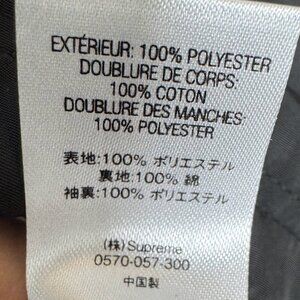 EXTÉRIEUR: 100% POLYESTER
DOUBLURE DE CORPS:
100% COTON
DOUBLURE DES MANCHES:
100% POLYESTER
表地:100% ポリエステル
裏地:100% 綿
袖裏:100% ポリエステル
(株) Supreme
0570-057-300
中国製